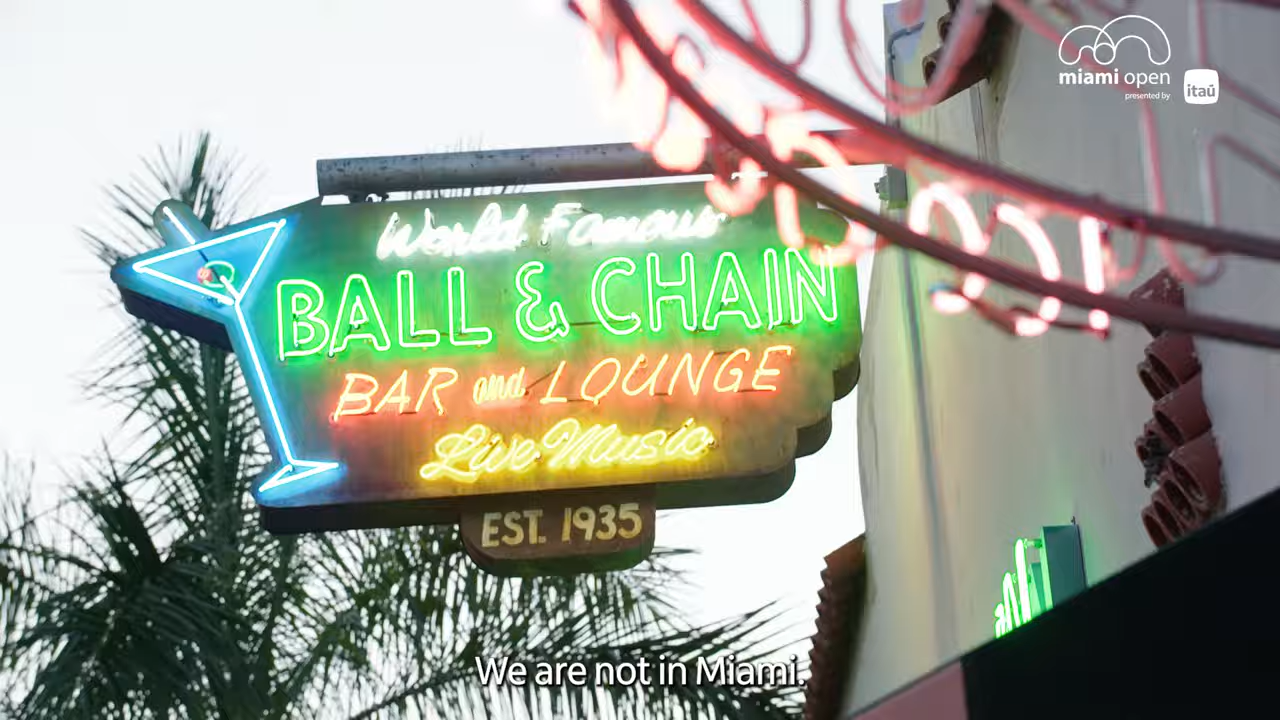 miami open
presented by
itaú
World Famous
BALL & CHAIN
BAR and LOUNGE
Live Music
EST. 1935
We are not in Miami.